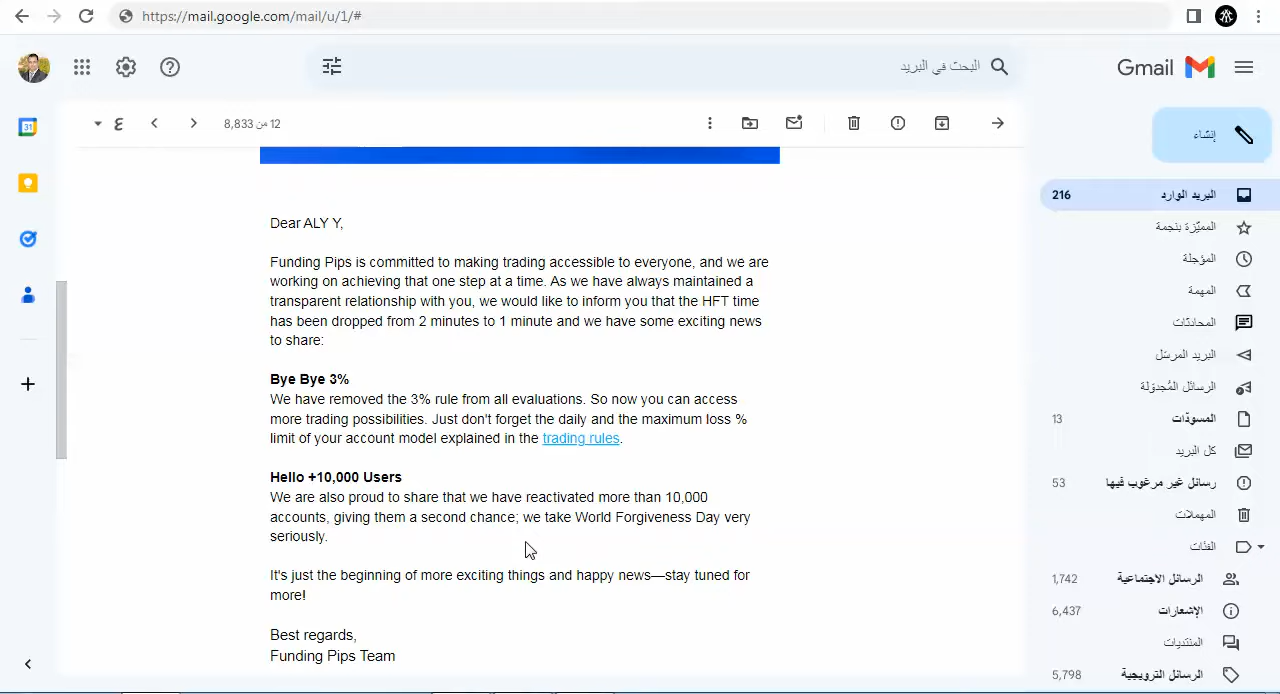 https://mail.google.com/mail/u/1/#
Gmail
البحث في البريد
12 من 8,833
ع
31
إنشاء
البريد الوارد 216
المميّزة بنجمة
المؤجلة
المهمة
المحادثات
البريد المرسَل
الرسائل المُجدوَلة
المسودّات 13
كل البريد
رسائل غير مرغوب فيها 53
المهملات
الفئات
الرسائل الاجتماعية 1,742
الإشعارات 6,437
المنتديات
الرسائل الترويجية 5,798
Dear ALY Y,
Funding Pips is committed to making trading accessible to everyone, and we are
working on achieving that one step at a time. As we have always maintained a
transparent relationship with you, we would like to inform you that the HFT time
has been dropped from 2 minutes to 1 minute and we have some exciting news
to share:
Bye Bye 3%
We have removed the 3% rule from all evaluations. So now you can access
more trading possibilities. Just don't forget the daily and the maximum loss %
limit of your account model explained in the trading rules.
Hello +10,000 Users
We are also proud to share that we have reactivated more than 10,000
accounts, giving them a second chance; we take World Forgiveness Day very
seriously.
It's just the beginning of more exciting things and happy news—stay tuned for
more!
Best regards,
Funding Pips Team